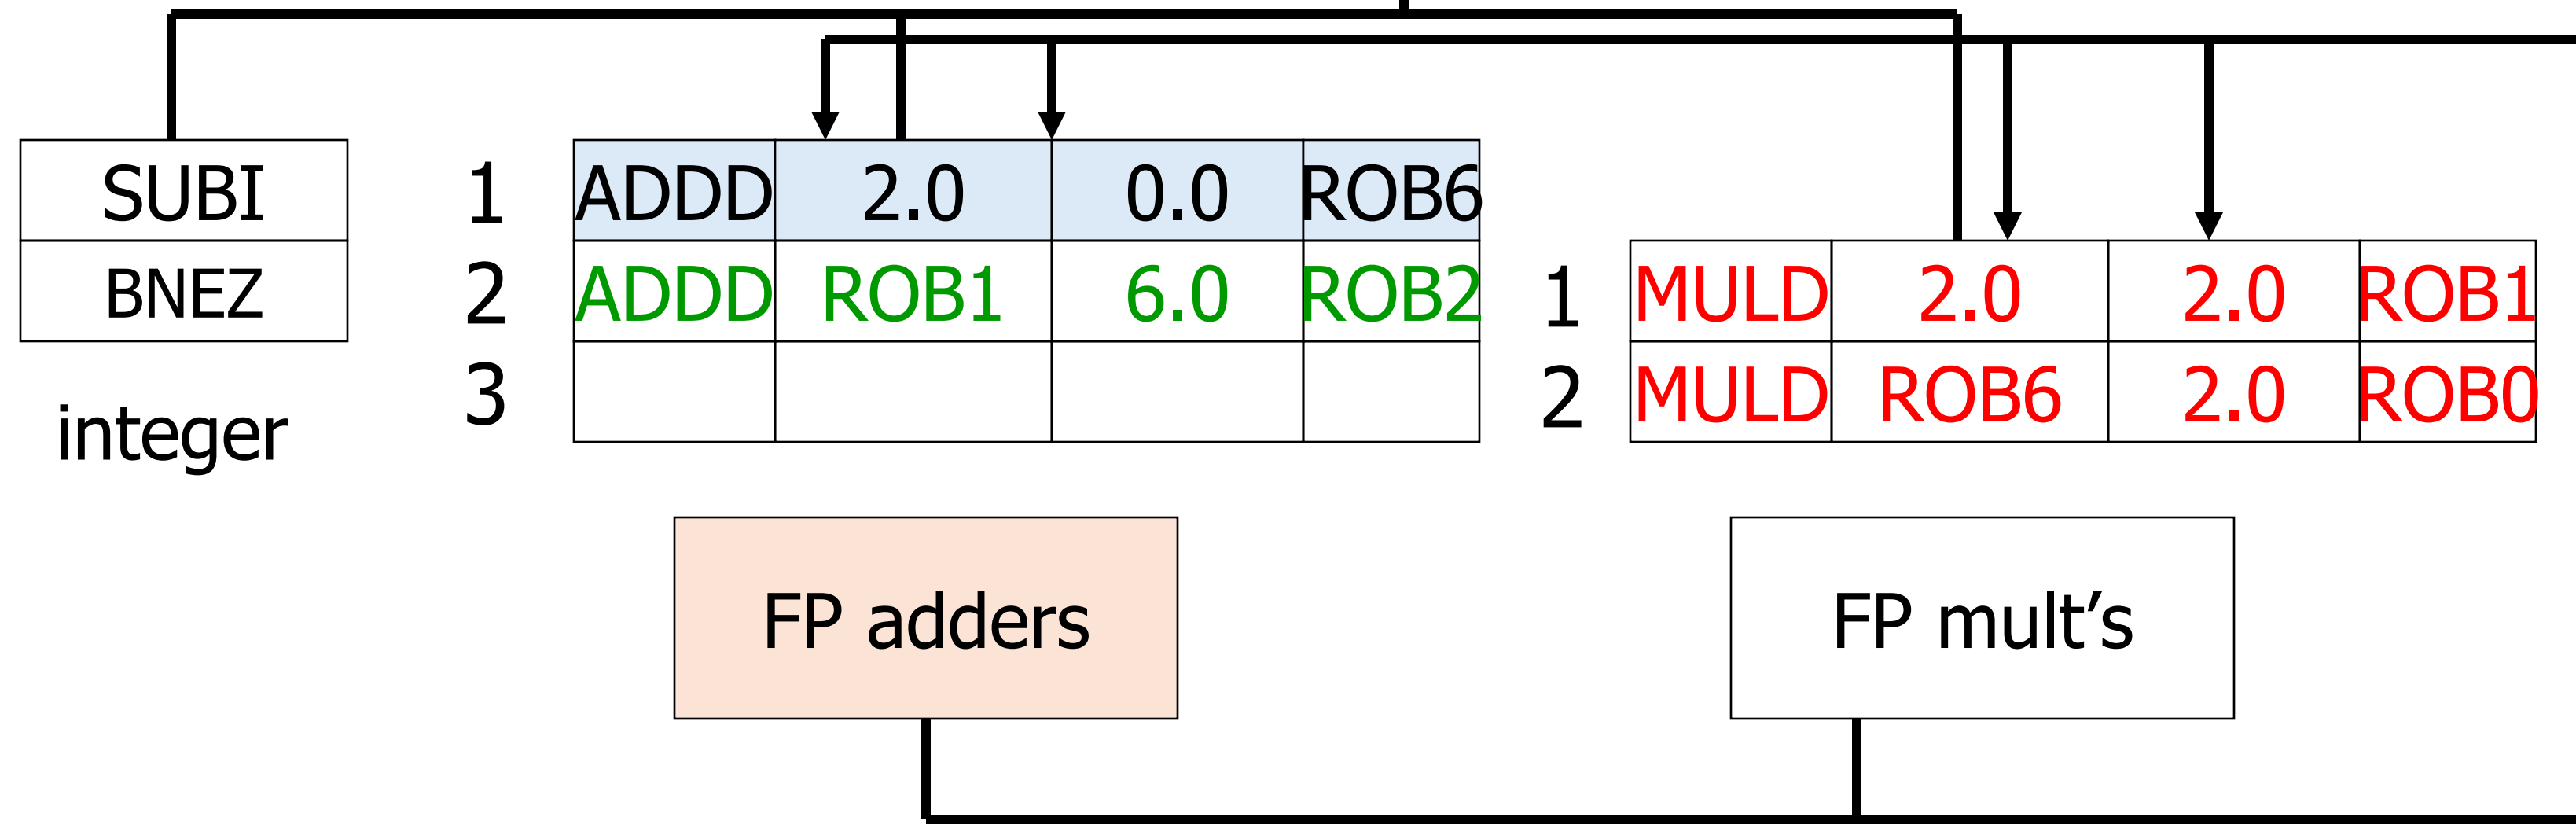 SUBI
BNEZ
integer
1 ADDD 2.0 0.0 ROB6
2 ADDD ROB1 6.0 ROB2
3
1 MULD 2.0 2.0 ROB1
2 MULD ROB6 2.0 ROB0
FP adders
FP mult’s